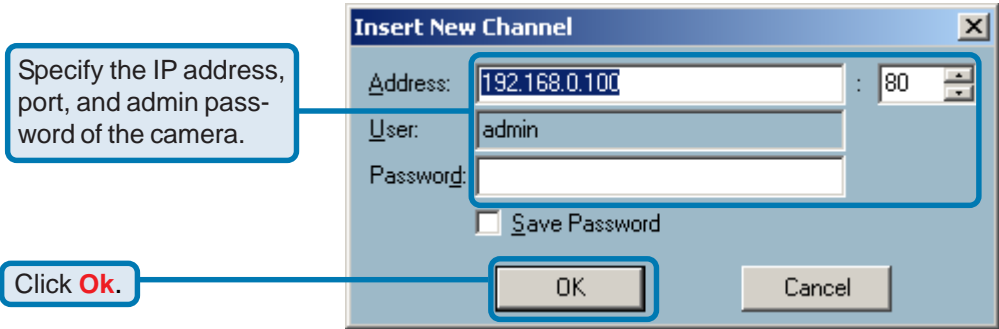 Insert New Channel
Specify the IP address,
port, and admin pass-
word of the camera.
Address: 192.168.0.100 : 80
User: admin
Password:
Save Password
Click Ok.
OK Cancel